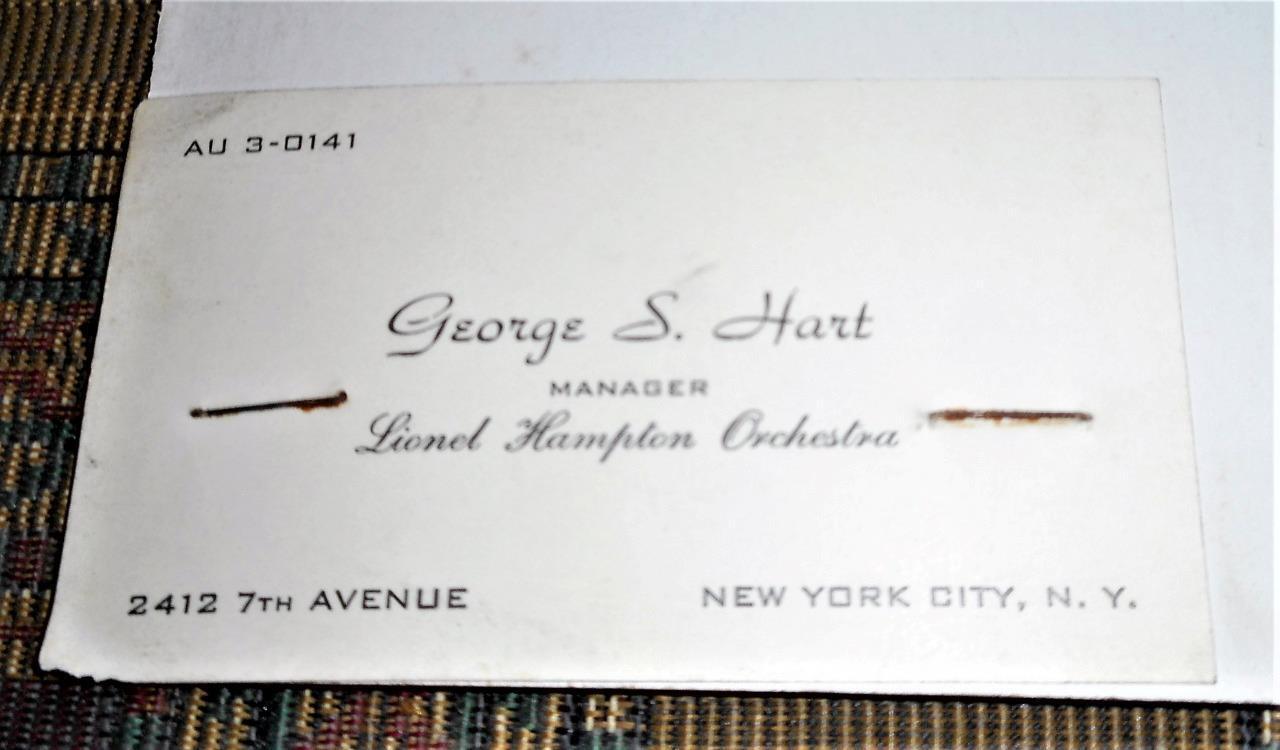 AU 3-0141
George S. Hart
MANAGER
Lionel Hampton Orchestra
2412 7TH AVENUE NEW YORK CITY, N. Y.